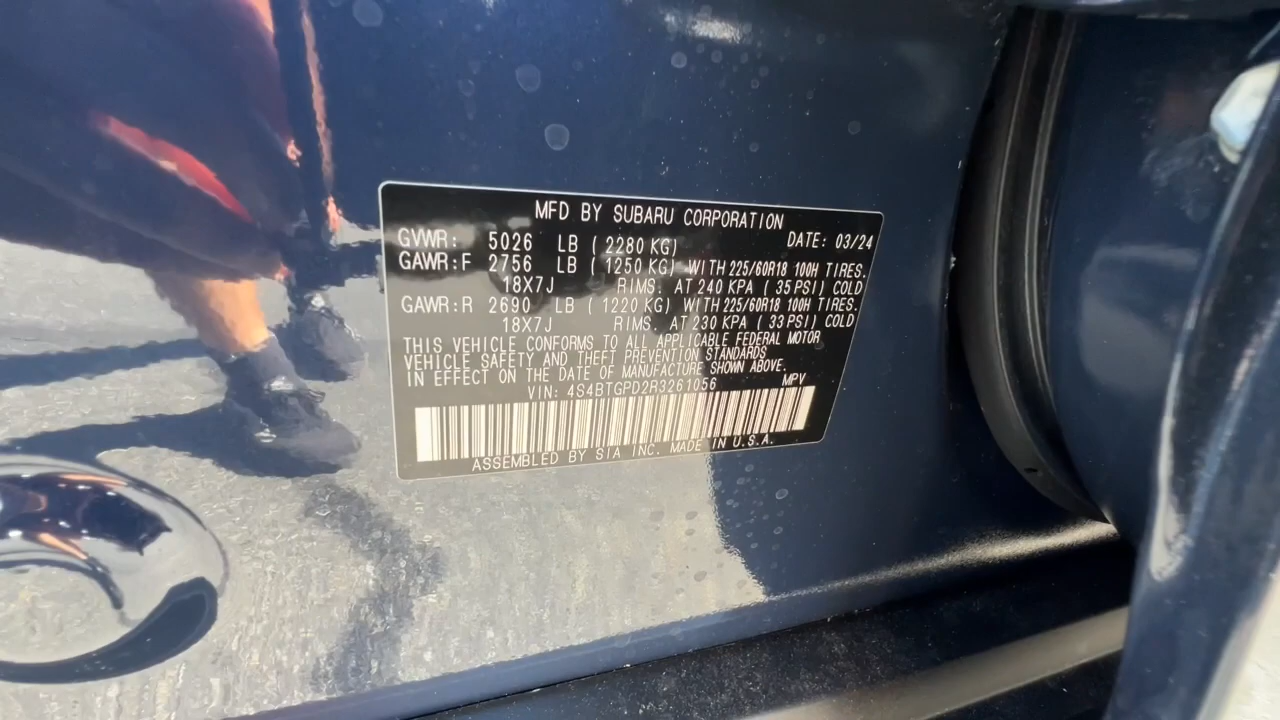 MFD BY SUBARU CORPORATION
GVWR: 5026 LB (2280 KG) DATE: 03/24
GAWR:F 2756 LB (1250 KG) WITH 225/60R18 100H TIRES.
18X7J RIMS. AT 240 KPA (35 PSI) COLD
GAWR:R 2690 LB (1220 KG) WITH 225/60R18 100H TIRES.
18X7J RIMS. AT 230 KPA (33 PSI) COLD
THIS VEHICLE CONFORMS TO ALL APPLICABLE FEDERAL MOTOR
VEHICLE SAFETY AND THEFT PREVENTION STANDARDS
IN EFFECT ON THE DATE OF MANUFACTURE SHOWN ABOVE.
VIN: 4S4BTGPD2R3261056 MPV
ASSEMBLED BY SIA INC. MADE IN U.S.A.